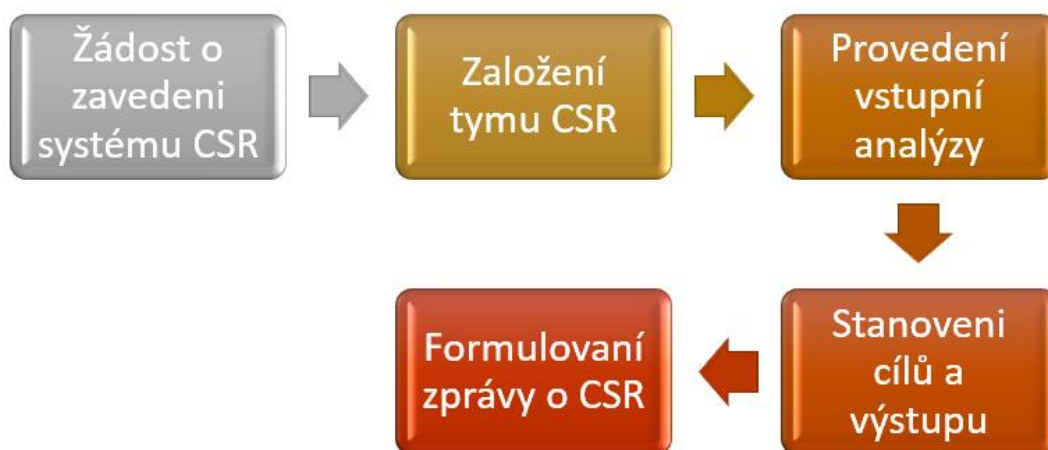 Žádost o
zavedeni
systému CSR
Založení
tymu CSR
Provedení
vstupní
analýzy
Stanoveni
cílů a
výstupu
Formulovaní
zprávy o CSR